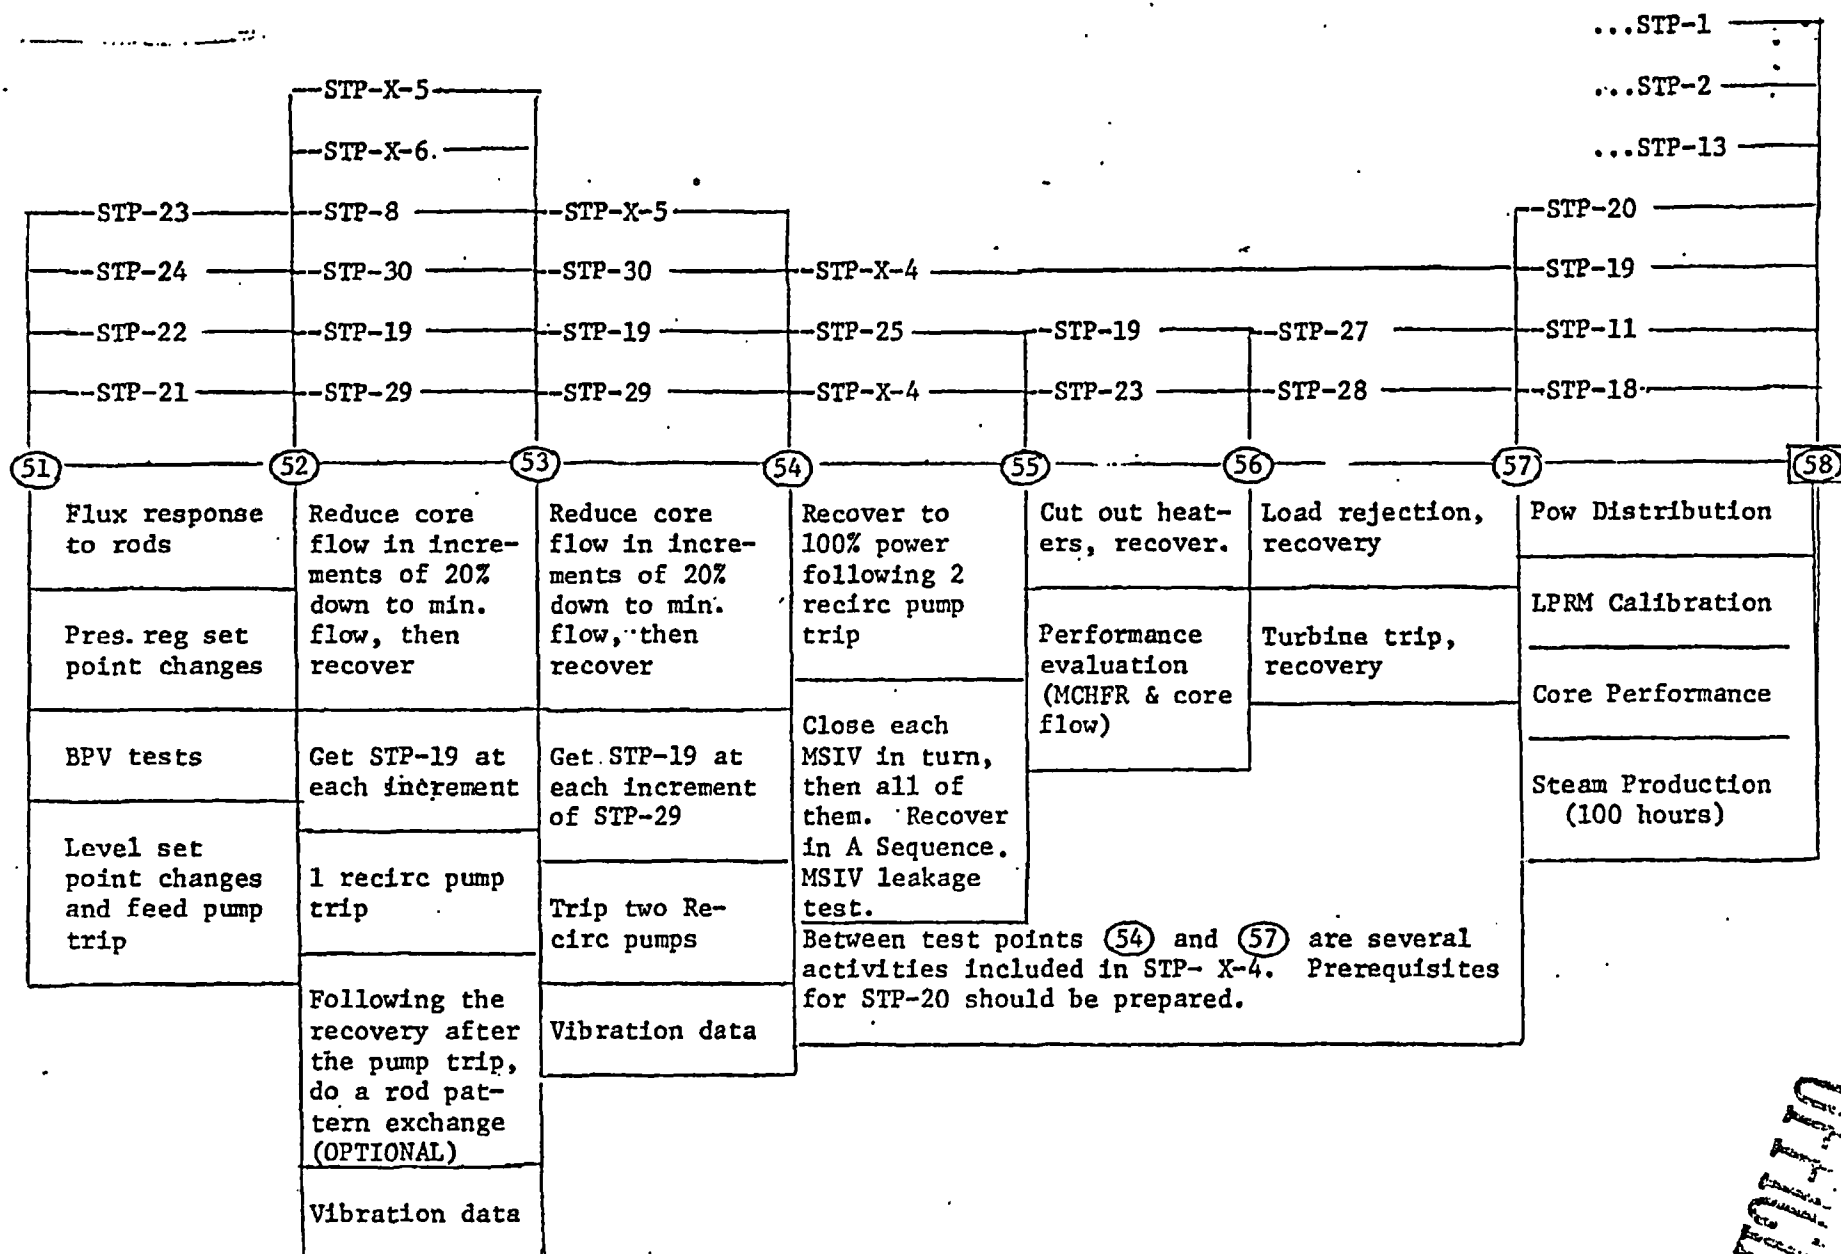 ...STP-1
...STP-2
...STP-13
STP-X-5
STP-X-6.
STP-23
STP-8
STP-X-5
STP-20
STP-24
STP-30
STP-30
STP-X-4
STP-19
STP-22
STP-19
STP-19
STP-25
STP-19
STP-27
STP-11
STP-21
STP-29
STP-29
STP-X-4
STP-23
STP-28
STP-18
51
52
53
54
55
56
57
58
Flux response
to rods
Pres. reg set
point changes
BPV tests
Level set
point changes
and feed pump
trip
Reduce core
flow in incre-
ments of 20%
down to min.
flow, then
recover
Get STP-19 at
each increment
1 recirc pump
trip
Following the
recovery after
the pump trip,
do a rod pat-
tern exchange
(OPTIONAL)
Vibration data
Reduce core
flow in incre-
ments of 20%
down to min.
flow, then
recover
Get STP-19 at
each increment
of STP-29
Trip two Re-
circ pumps
Vibration data
Recover to
100% power
following 2
recirc pump
trip
Close each
MSIV in turn,
then all of
them. Recover
in A Sequence.
MSIV leakage
test.
Cut out heat-
ers, recover.
Performance
evaluation
(MCHFR & core
flow)
Load rejection,
recovery
Turbine trip,
recovery
Pow Distribution
LPRM Calibration
Core Performance
Steam Production
(100 hours)
Between test points 54 and 57 are several
activities included in STP- X-4. Prerequisites
for STP-20 should be prepared.